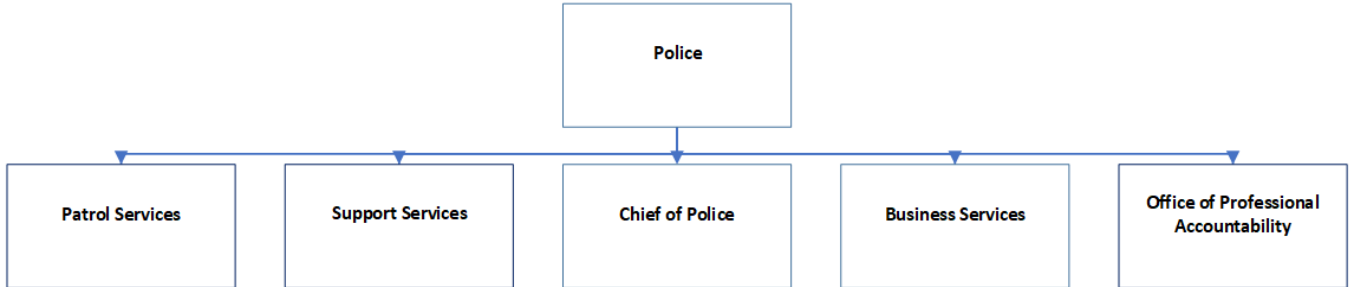 Police
Patrol Services
Support Services
Chief of Police
Business Services
Office of Professional
Accountability